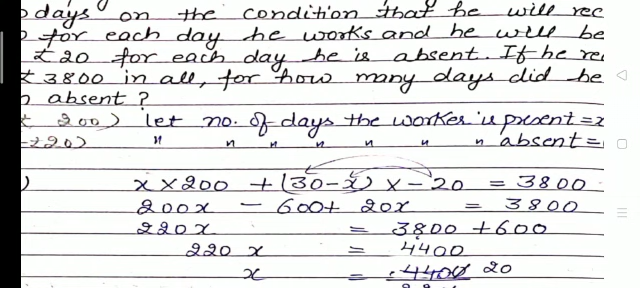 days on the condition that he will rec
for each day he works and he will be
₹20 for each day he is absent. If he re
₹3800 in all, for how many days did he
absent?
₹ 200) let no. of days the worker is present = x
-₹20) " " " " " " " absent =
) x × 200 + (30 - x) × - 20 = 3800
200x - 600 + 20x = 3800
220x = 3800 + 600
220 x = 4400
x = 4400 20